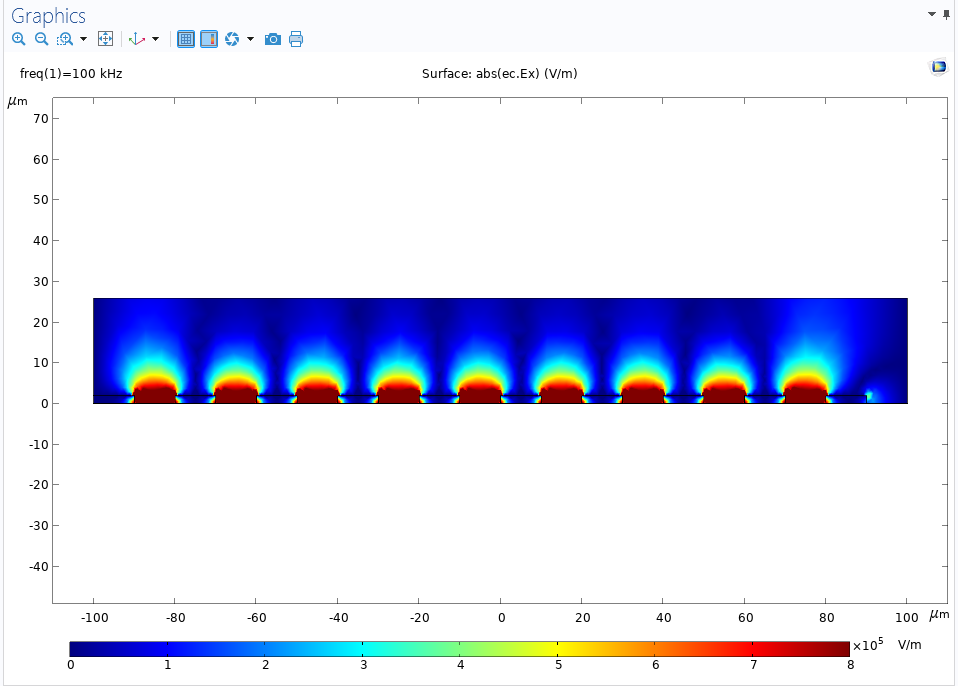 Graphics
freq(1)=100 kHz Surface: abs(ec.Ex) (V/m)
μm
70
60
50
40
30
20
10
0
-10
-20
-30
-40
-100 -80 -60 -40 -20 0 20 40 60 80 100 μm
0 1 2 3 4 5 6 7 8 ×10⁵ V/m